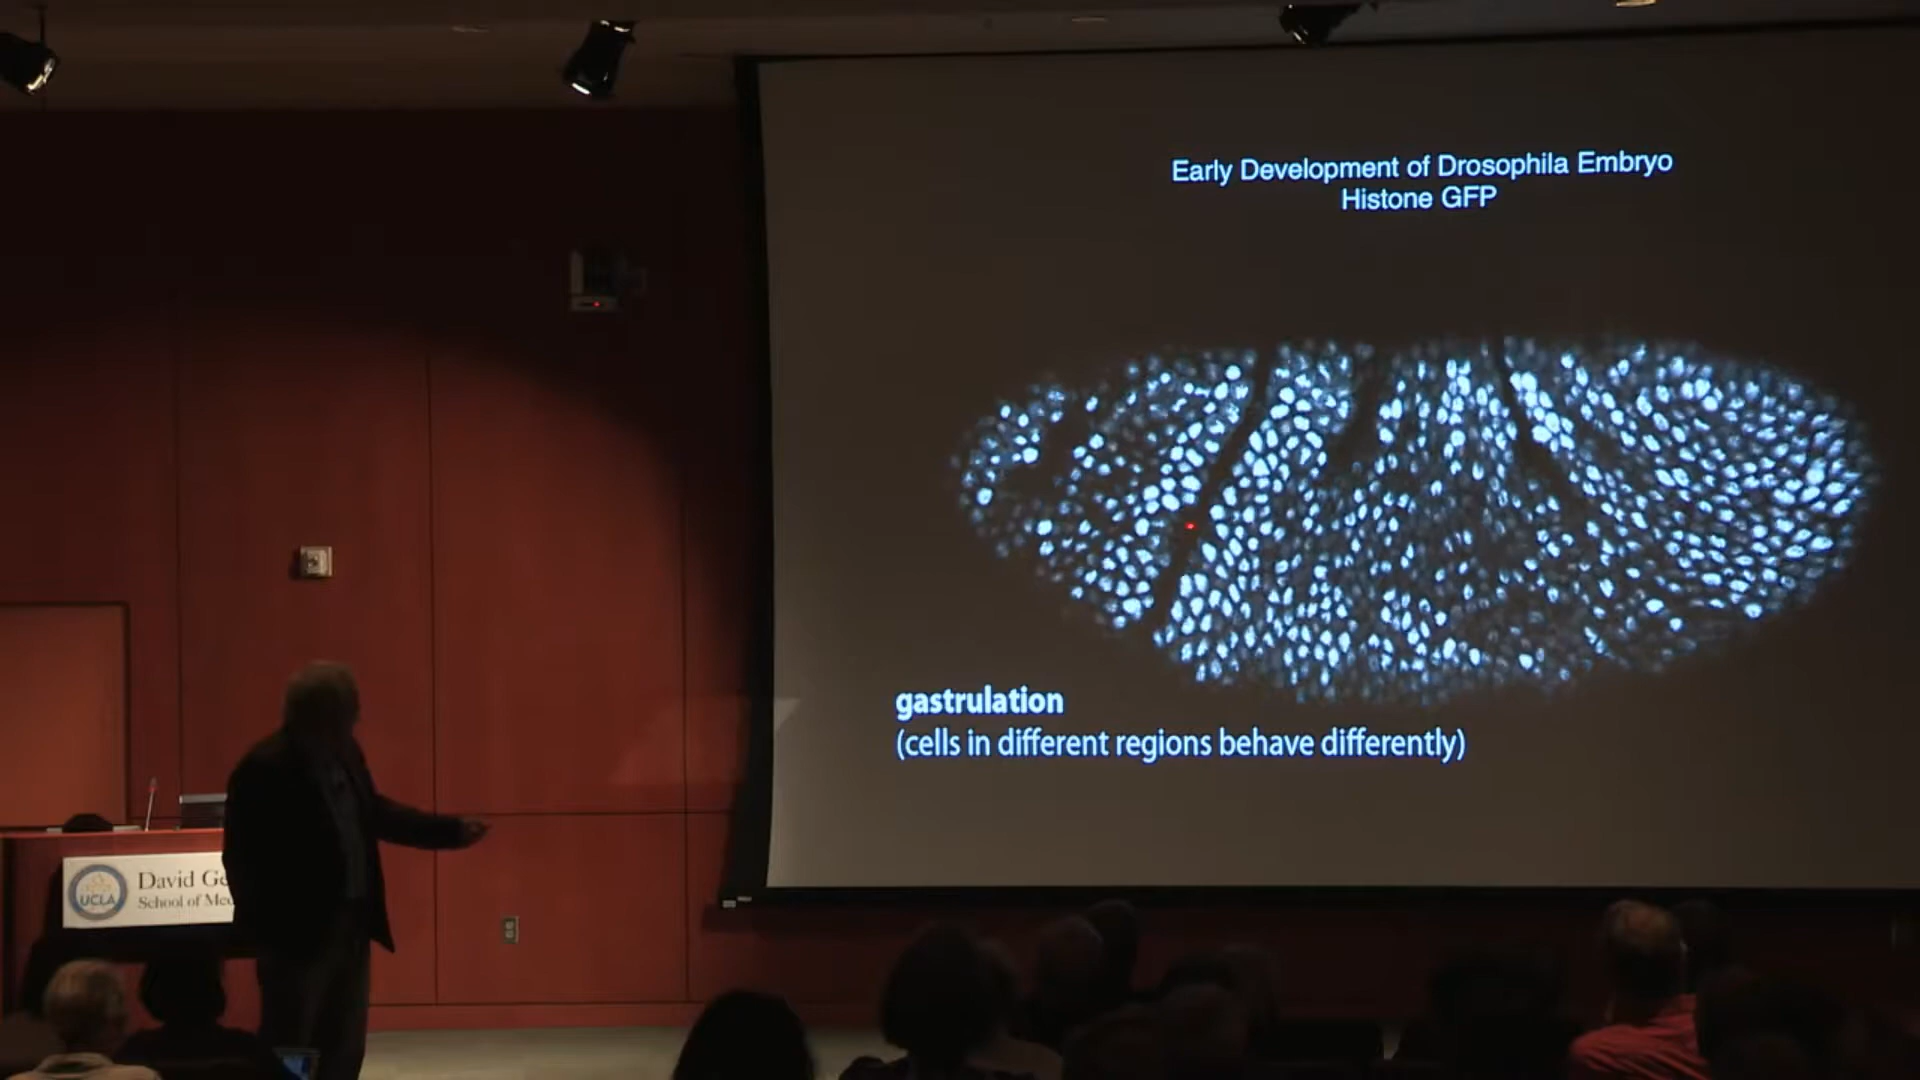 Early Development of Drosophila Embryo
Histone GFP
gastrulation
(cells in different regions behave differently)
David Ge
School of Med
UCLA